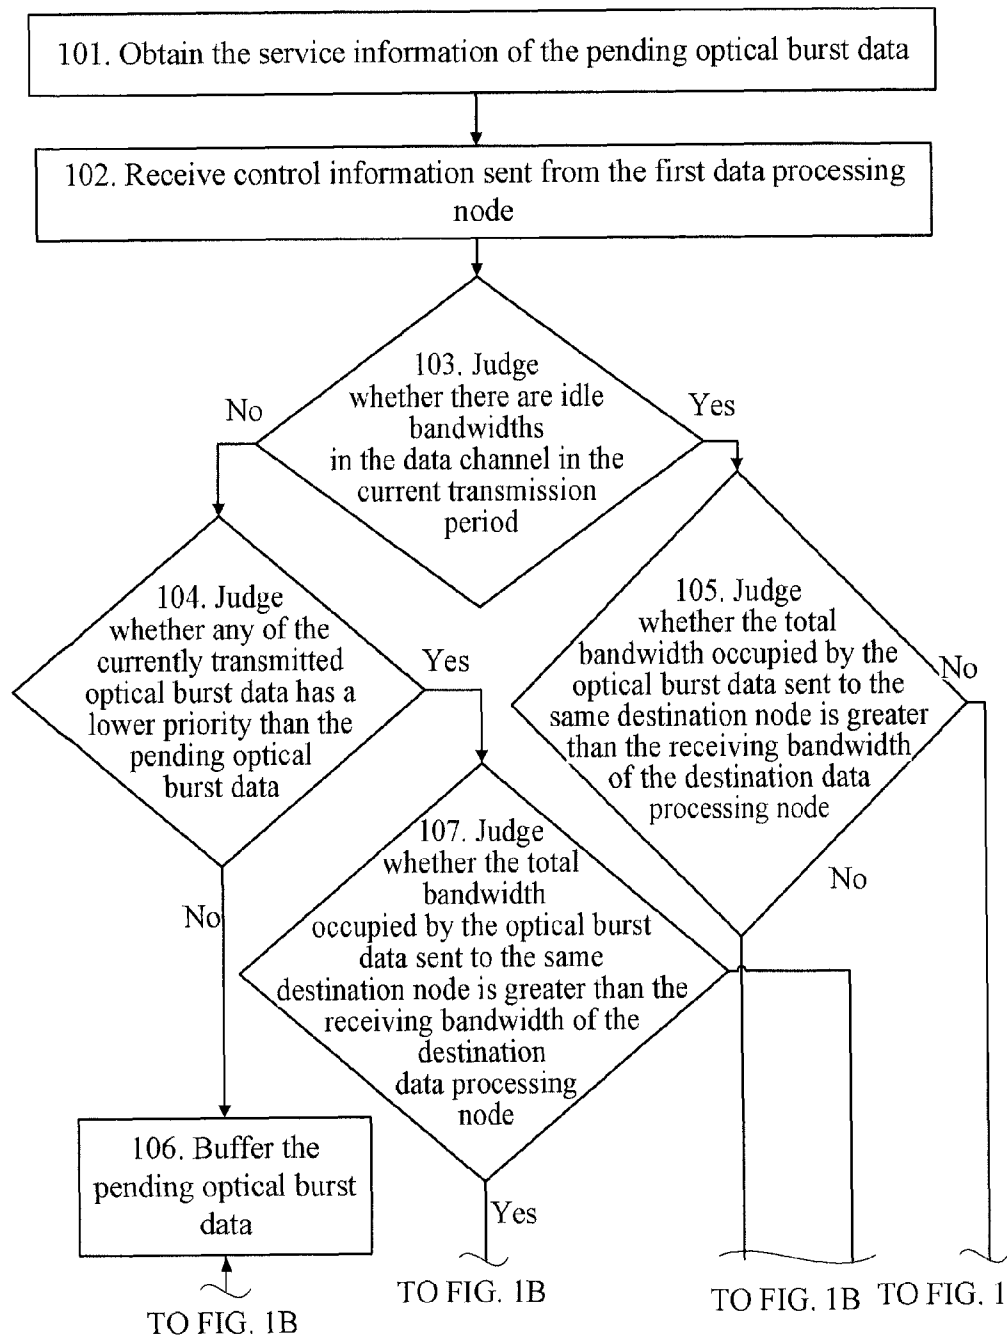 101. Obtain the service information of the pending optical burst data
102. Receive control information sent from the first data processing
node
103. Judge
whether there are idle
bandwidths
in the data channel in the
current transmission
period
No
Yes
104. Judge
whether any of the
currently transmitted
optical burst data has a
lower priority than the
pending optical
burst data
Yes
No
105. Judge
whether the total
bandwidth occupied by the
optical burst data sent to the
same destination node is greater
than the receiving bandwidth
of the destination data
processing node
No
No
107. Judge
whether the total
bandwidth
occupied by the optical burst
data sent to the same
destination node is greater than the
receiving bandwidth of the
destination
data processing
node
Yes
106. Buffer the
pending optical burst
data
TO FIG. 1B
TO FIG. 1B
TO FIG. 1B
TO FIG. 1